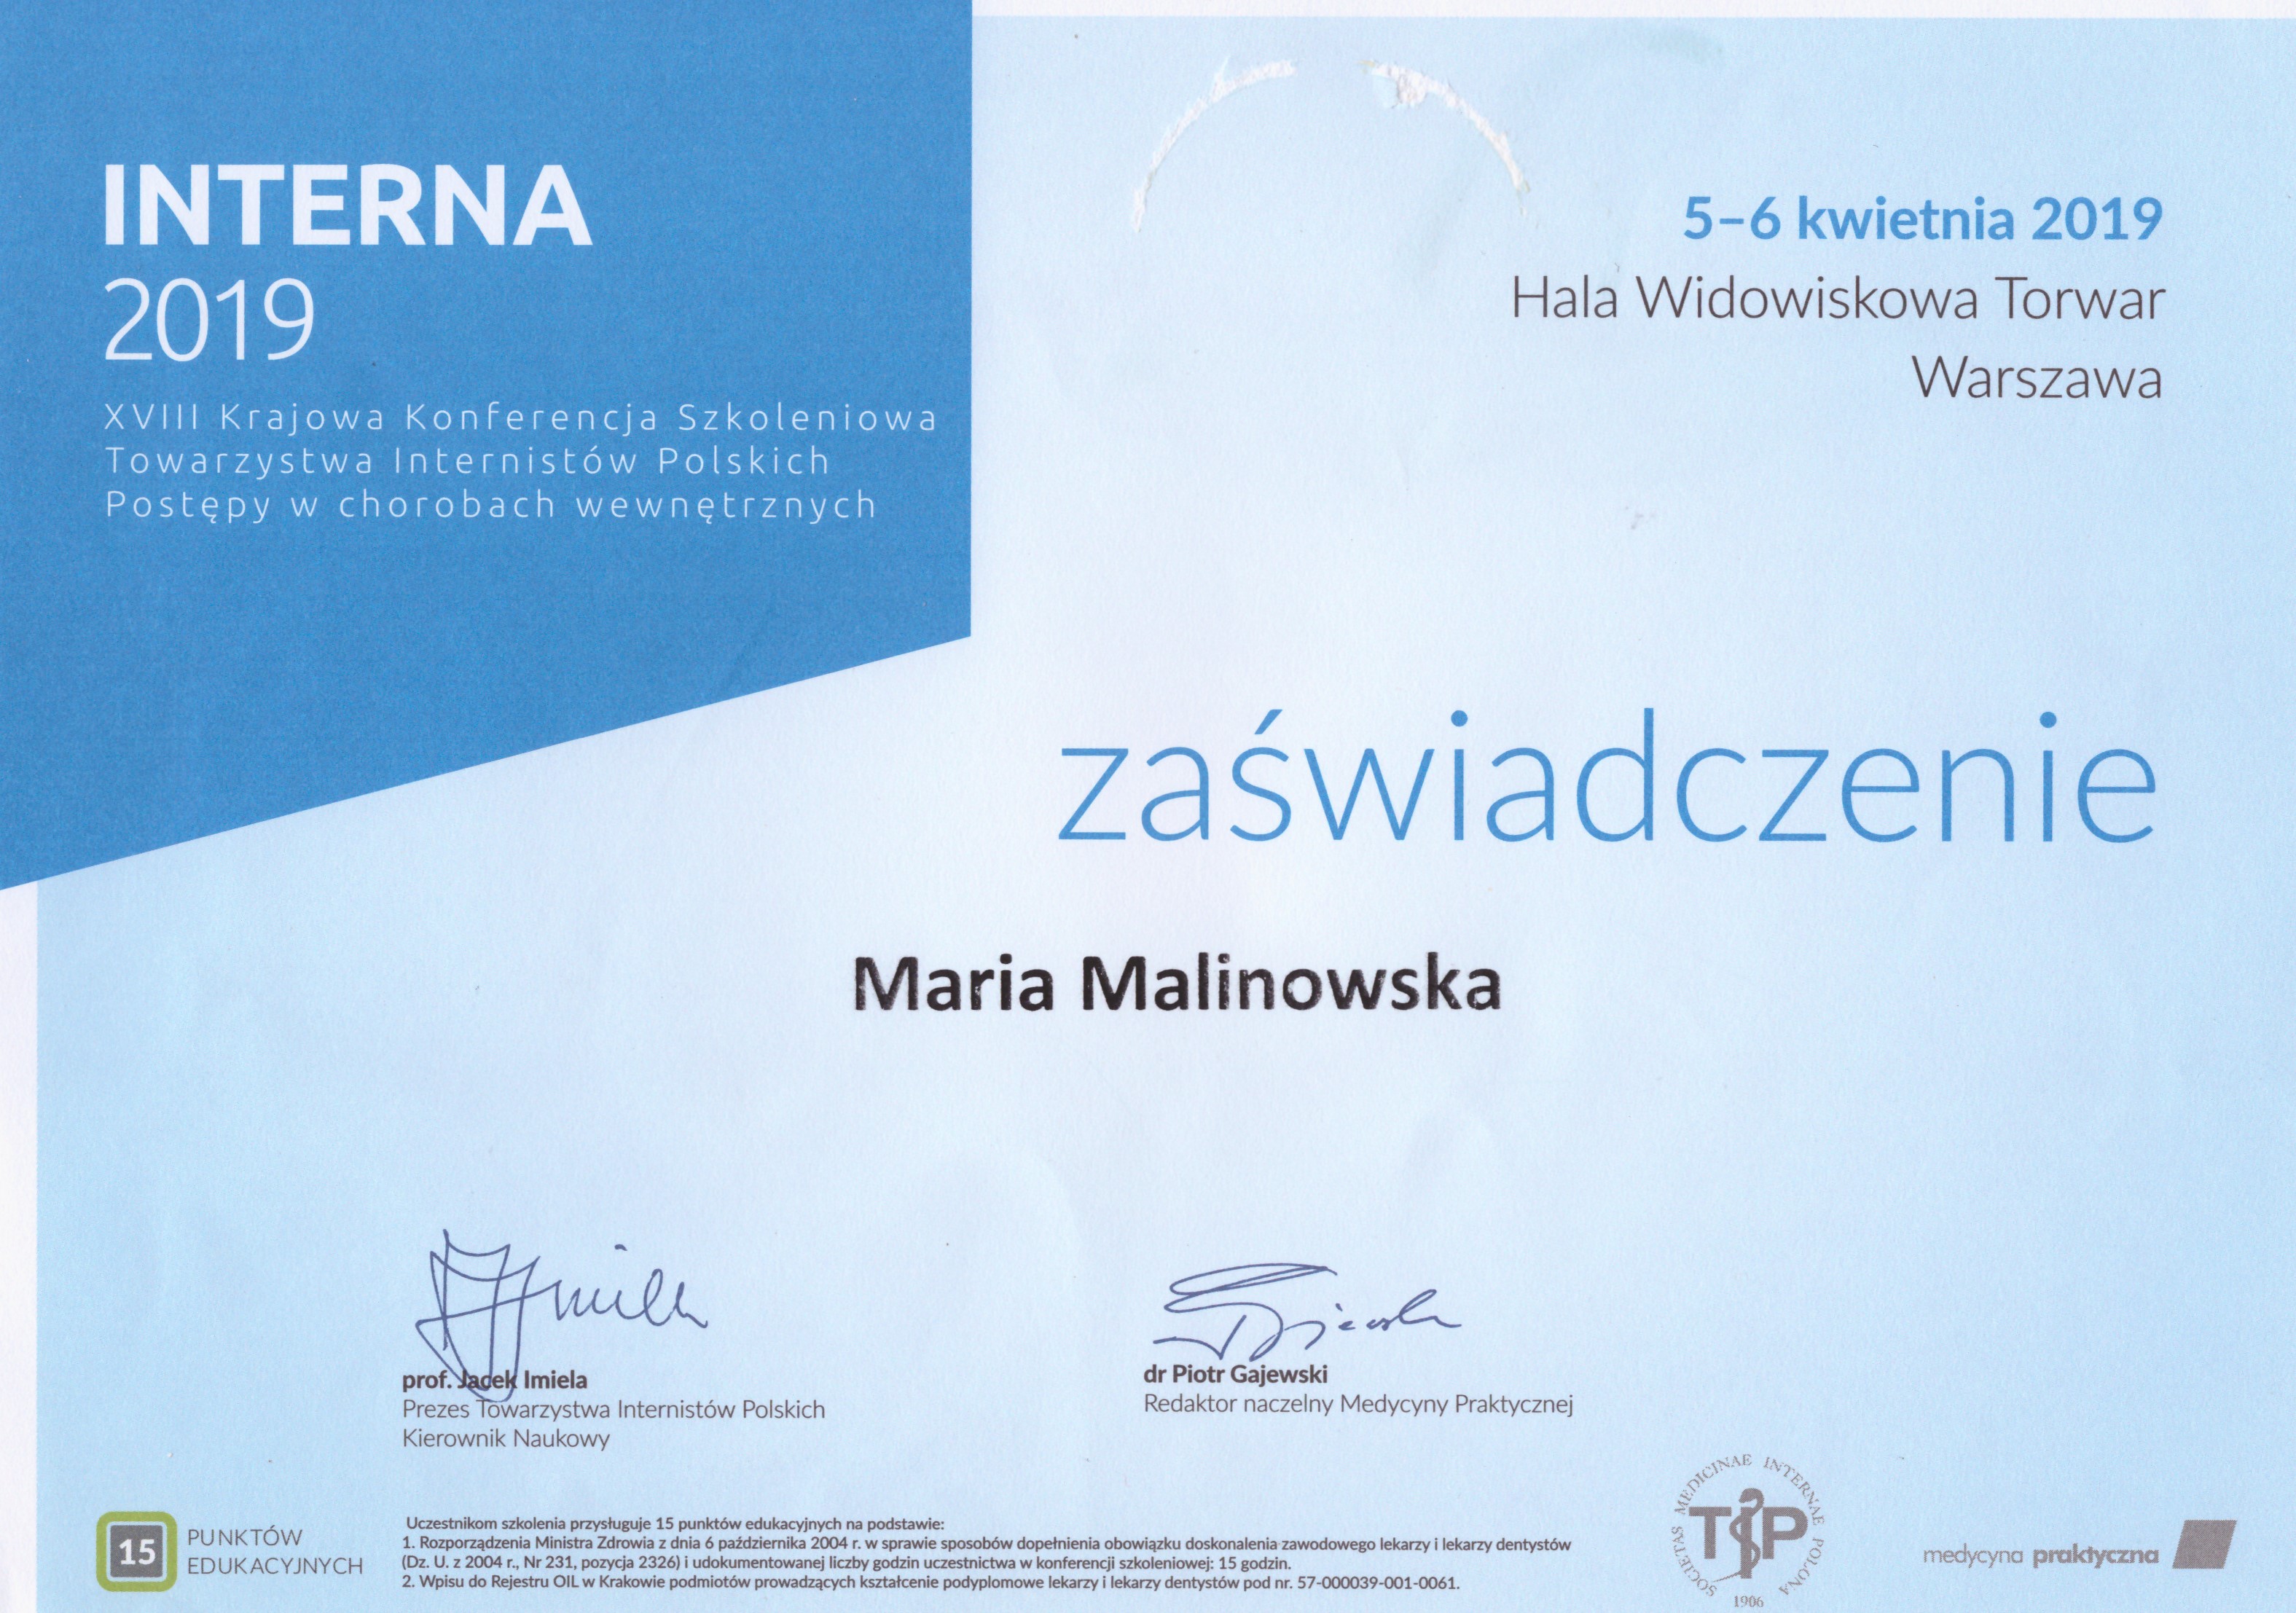 INTERNA
2019
XVIII Krajowa Konferencja Szkoleniowa
Towarzystwa Internistów Polskich
Postępy w chorobach wewnętrznych
5–6 kwietnia 2019
Hala Widowiskowa Torwar
Warszawa
zaświadczenie
Maria Malinowska
prof. Jacek Imiela
Prezes Towarzystwa Internistów Polskich
Kierownik Naukowy
dr Piotr Gajewski
Redaktor naczelny Medycyny Praktycznej
15 PUNKTÓW
EDUKACYJNYCH
Uczestnikom szkolenia przysługuje 15 punktów edukacyjnych na podstawie:
1. Rozporządzenia Ministra Zdrowia z dnia 6 października 2004 r. w sprawie sposobów dopełnienia obowiązku doskonalenia zawodowego lekarzy i lekarzy dentystów
(Dz. U. z 2004 r., Nr 231, pozycja 2326) i udokumentowanej liczby godzin uczestnictwa w konferencji szkoleniowej: 15 godzin.
2. Wpisu do Rejestru OIL w Krakowie podmiotów prowadzących kształcenie podyplomowe lekarzy i lekarzy dentystów pod nr. 57-000039-001-0061.
SOCIETAS MEDICINAE INTERNAE POLONA
TIP
1906
medycyna praktyczna